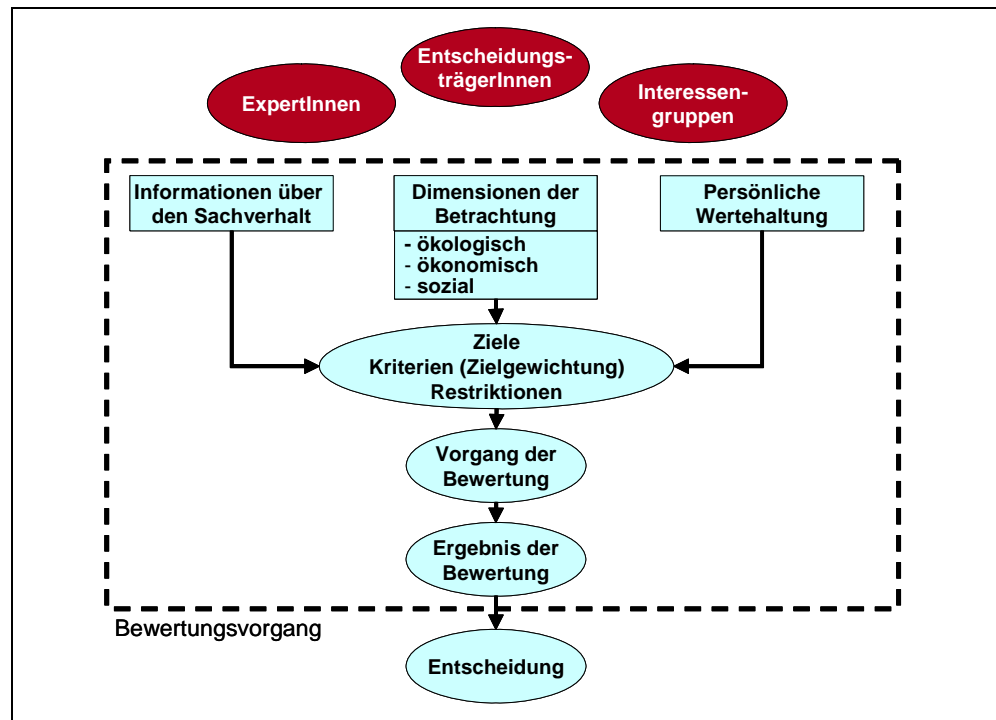 Entscheidungs-
trägerInnen
ExpertInnen
Interessen-
gruppen
Informationen über
den Sachverhalt
Dimensionen der
Betrachtung
- ökologisch
- ökonomisch
- sozial
Persönliche
Wertehaltung
Ziele
Kriterien (Zielgewichtung)
Restriktionen
Vorgang der
Bewertung
Ergebnis der
Bewertung
Bewertungsvorgang
Entscheidung